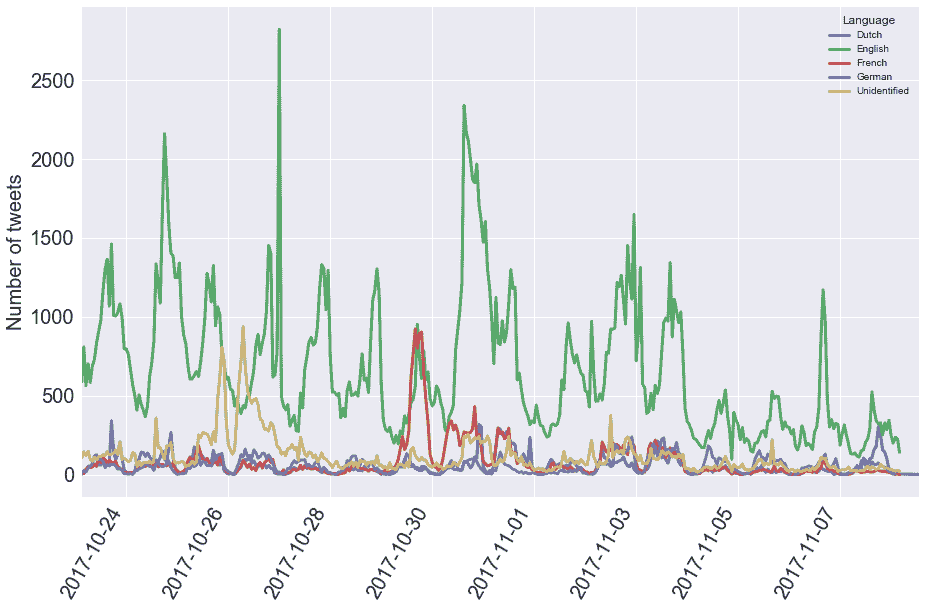 Language
Dutch
English
French
German
Unidentified
Number of tweets
2500
2000
1500
1000
500
0
2017-10-24
2017-10-26
2017-10-28
2017-10-30
2017-11-01
2017-11-03
2017-11-05
2017-11-07